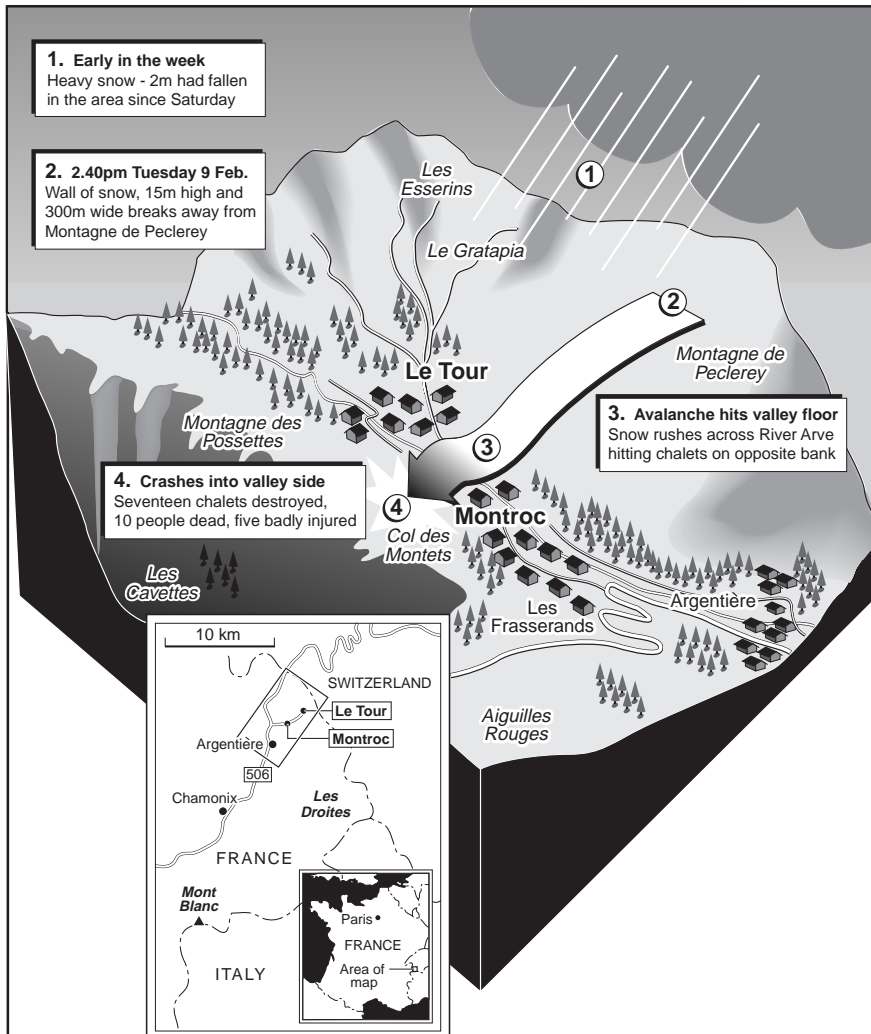 1. Early in the week
Heavy snow - 2m had fallen
in the area since Saturday
2. 2.40pm Tuesday 9 Feb.
Wall of snow, 15m high and
300m wide breaks away from
Montagne de Peclerey
1
Les
Esserins
Le Gratapia
2
Le Tour
Montagne de
Peclerey
Montagne des
Possettes
3
3. Avalanche hits valley floor
Snow rushes across River Arve
hitting chalets on opposite bank
4. Crashes into valley side
Seventeen chalets destroyed,
10 people dead, five badly injured
4
Montroc
Col des
Montets
Les
Cavettes
Les
Frasserands
Argentière
Aiguilles
Rouges
10 km
SWITZERLAND
Le Tour
Montroc
Argentière
506
Chamonix
Les
Droites
FRANCE
Mont
Blanc
ITALY
Paris
FRANCE
Area of
map